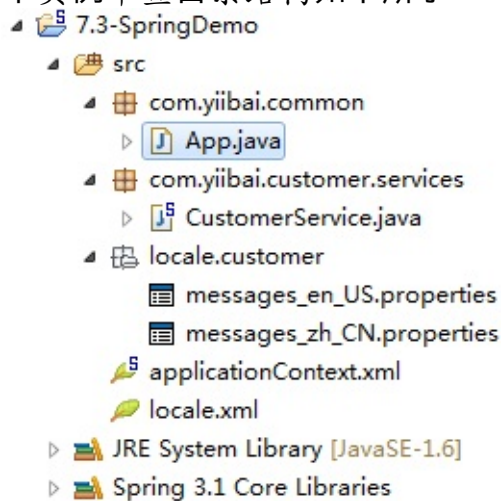 7.3-SpringDemo
src
com.yiibai.common
App.java
com.yiibai.customer.services
CustomerService.java
locale.customer
messages_en_US.properties
messages_zh_CN.properties
applicationContext.xml
locale.xml
JRE System Library [JavaSE-1.6]
Spring 3.1 Core Libraries